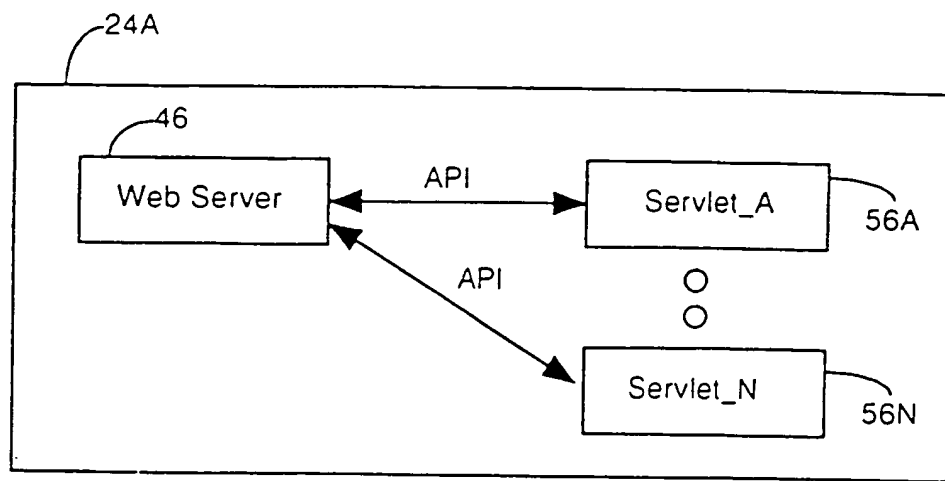 24A
46
Web Server
API
Servlet_A
56A
API
Servlet_N
56N